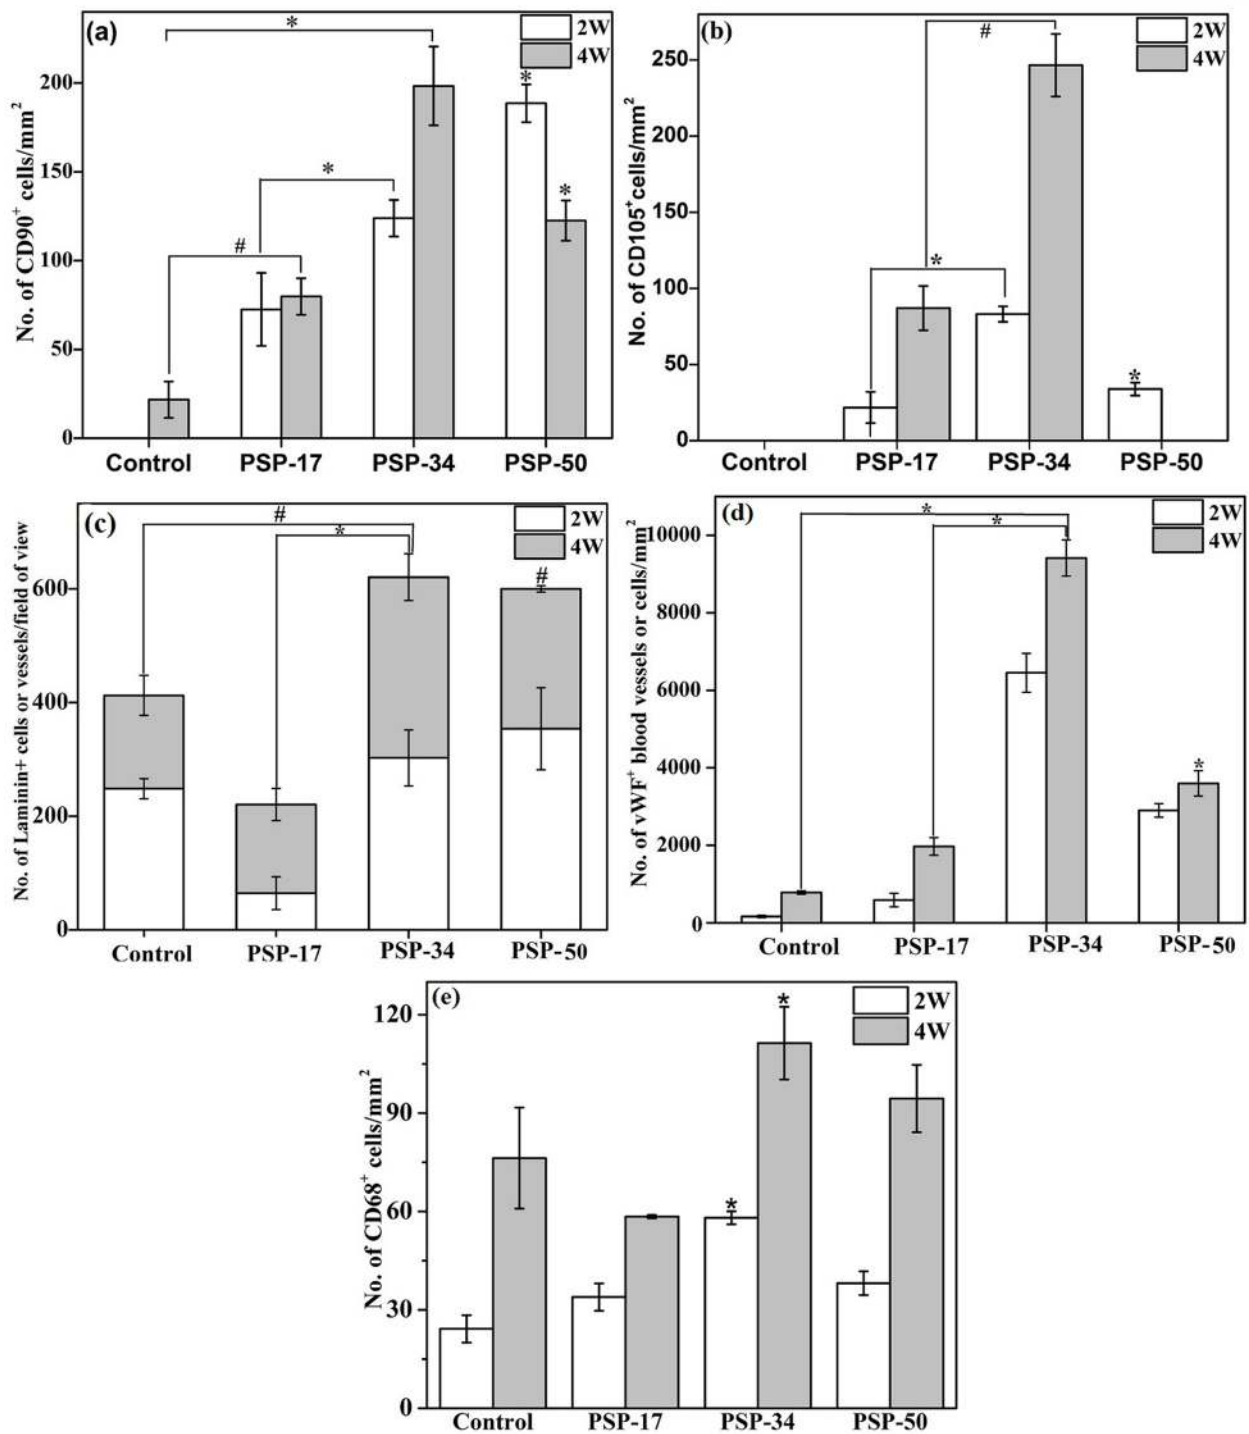 (a)
2W
4W
No. of CD90+ cells/mm2
200
150
100
50
0
*
*
#
*
*
Control PSP-17 PSP-34 PSP-50
(b)
2W
4W
No. of CD105+cells/mm2
250
200
150
100
50
0
#
*
*
Control PSP-17 PSP-34 PSP-50
(c)
2W
4W
No. of Laminin+ cells or vessels/field of view
600
400
200
0
#
*
#
Control PSP-17 PSP-34 PSP-50
(d)
2W
4W
No. of vWF+ blood vessels or cells/mm2
10000
8000
6000
4000
2000
0
*
*
*
Control PSP-17 PSP-34 PSP-50
(e)
2W
4W
No. of CD68+ cells/mm2
120
90
60
30
0
*
*
Control PSP-17 PSP-34 PSP-50